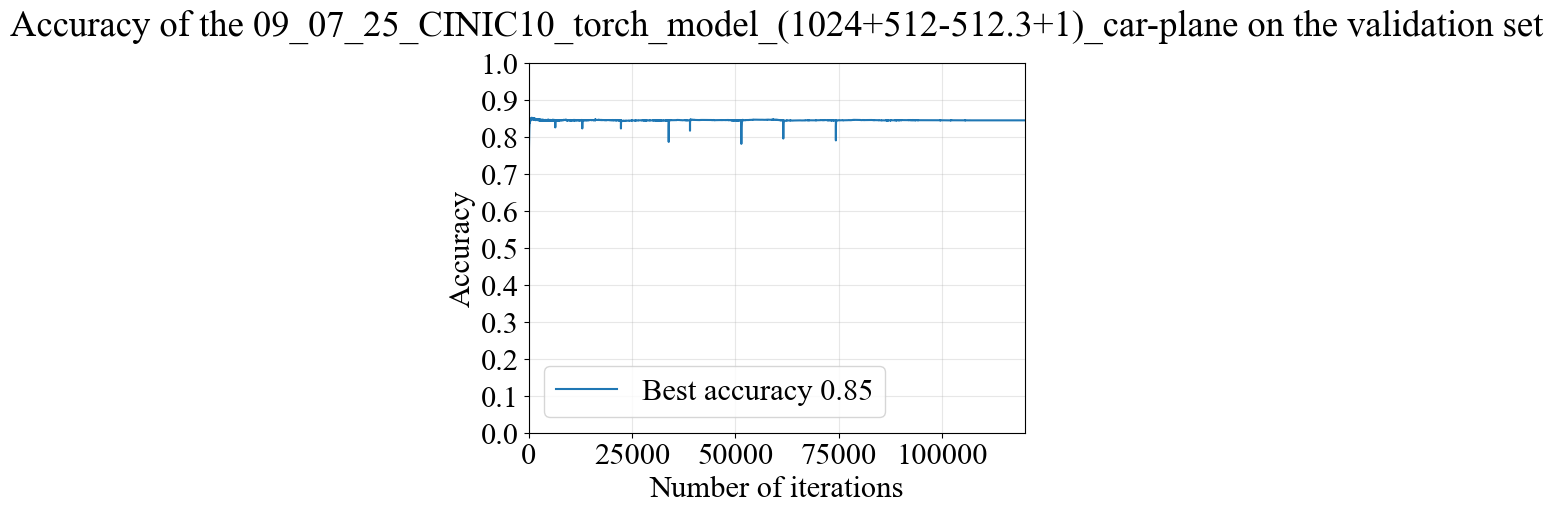 Accuracy of the 09_07_25_CINIC10_torch_model_(1024+512-512.3+1)_car-plane on the validation set
1.0
0.9
0.8
0.7
0.6
0.5
0.4
0.3
0.2
0.1
0.0
Accuracy
Best accuracy 0.85
0 25000 50000 75000 100000
Number of iterations